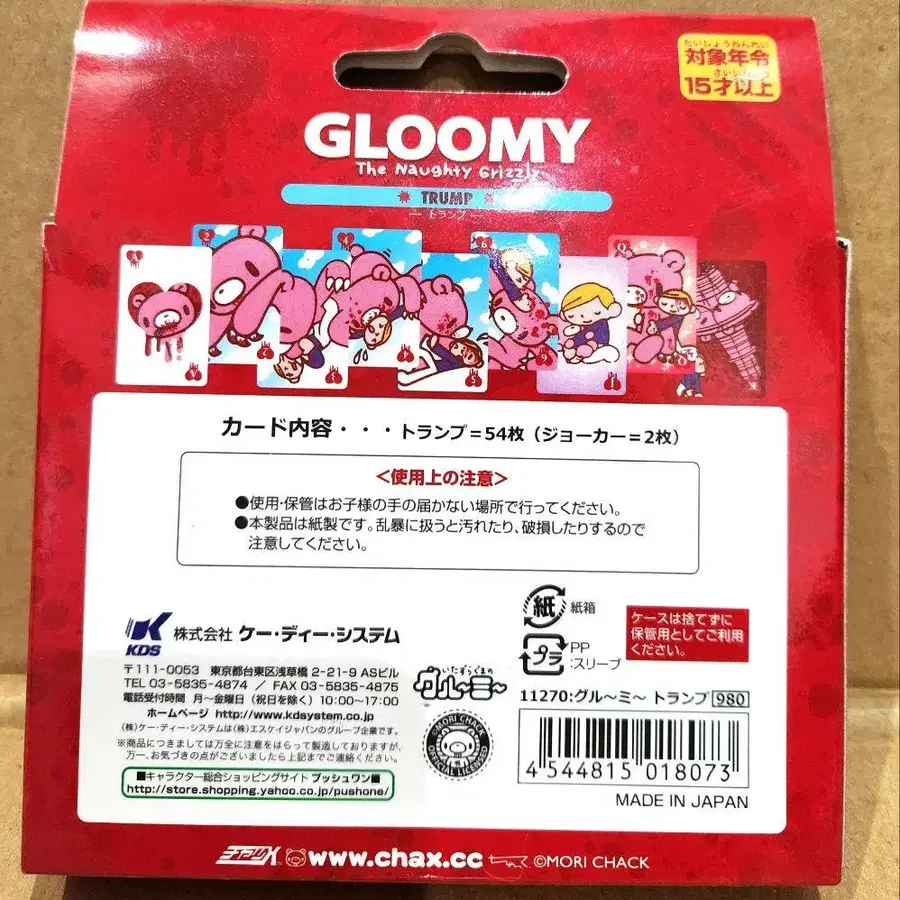 たいしょうねんれい
対象年令
15才以上
GLOOMY
The Naughty Grizzly
TRUMP
トランプ
A
2
4
6
Q
5
カード内容・・・トランプ=54枚(ジョーカー=2枚)
<使用上の注意>
●使用・保管はお子様の手の届かない場所で行ってください。
●本製品は紙製です。乱暴に扱うと汚れたり、破損したりするので
注意してください。
KDS
株式会社 ケー・ディー・システム
〒111-0053 東京都台東区浅草橋2-21-9 ASビル
TEL 03-5835-4874 / FAX 03-5835-4875
電話受付時間 月～金曜日(祝日を除く)10:00～17:00
ホームページ http://www.kdsystem.co.jp
(株)ケー・ディー・システムは(株)エスケイジャパンのグループ企業です。
※商品につきましては万全に注意をはらって製造しておりますが、
万一、お気づきの点がございましたら上記までご連絡ください。
■キャラクター総合ショッピングサイト プッシュワン■
http://store.shopping.yahoo.co.jp/pushone/
紙 紙箱
プラ PP
:スリーブ
ケースは捨てずに
保管用としてご利用
ください。
いたずらぐまの
グル～ミ～
©MORI CHACK
OFFICIAL LICENSED
11270:グル～ミ～ トランプ 980
4 544815 018073
MADE IN JAPAN
チャックス www.chax.cc ©MORI CHACK